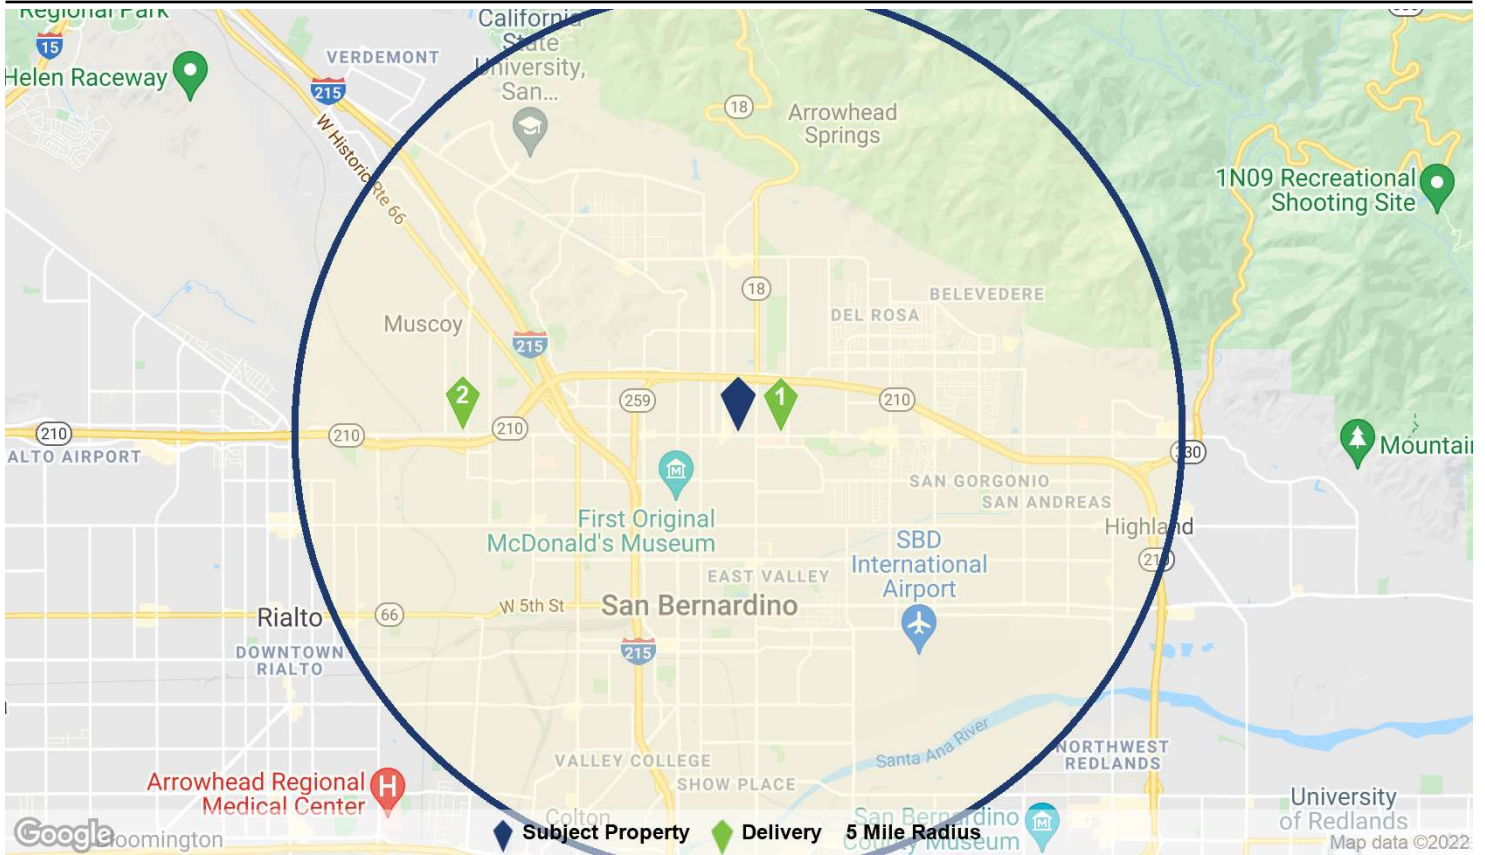 Regional Park
California
State
University,
San...
15
VERDEMONT
Helen Raceway
215
18
Arrowhead
Springs
W Historic Rte 66
1N09 Recreational
Shooting Site
18
BELEVEDERE
DEL ROSA
Muscoy
215
2
259
1
210
210
210
210
ALTO AIRPORT
330
Mountain
SAN GORGONIO
SAN ANDREAS
First Original
McDonald's Museum
Highland
SBD
International
Airport
210
EAST VALLEY
W 5th St
San Bernardino
Rialto
66
DOWNTOWN
RIALTO
215
Santa Ana River
NORTHWEST
REDLANDS
VALLEY COLLEGE
SHOW PLACE
Arrowhead Regional
Medical Center
H
University
of Redlands
Colton
San Bernardino
County Museum
Subject Property Delivery 5 Mile Radius
Google
Bloomington
Map data ©2022